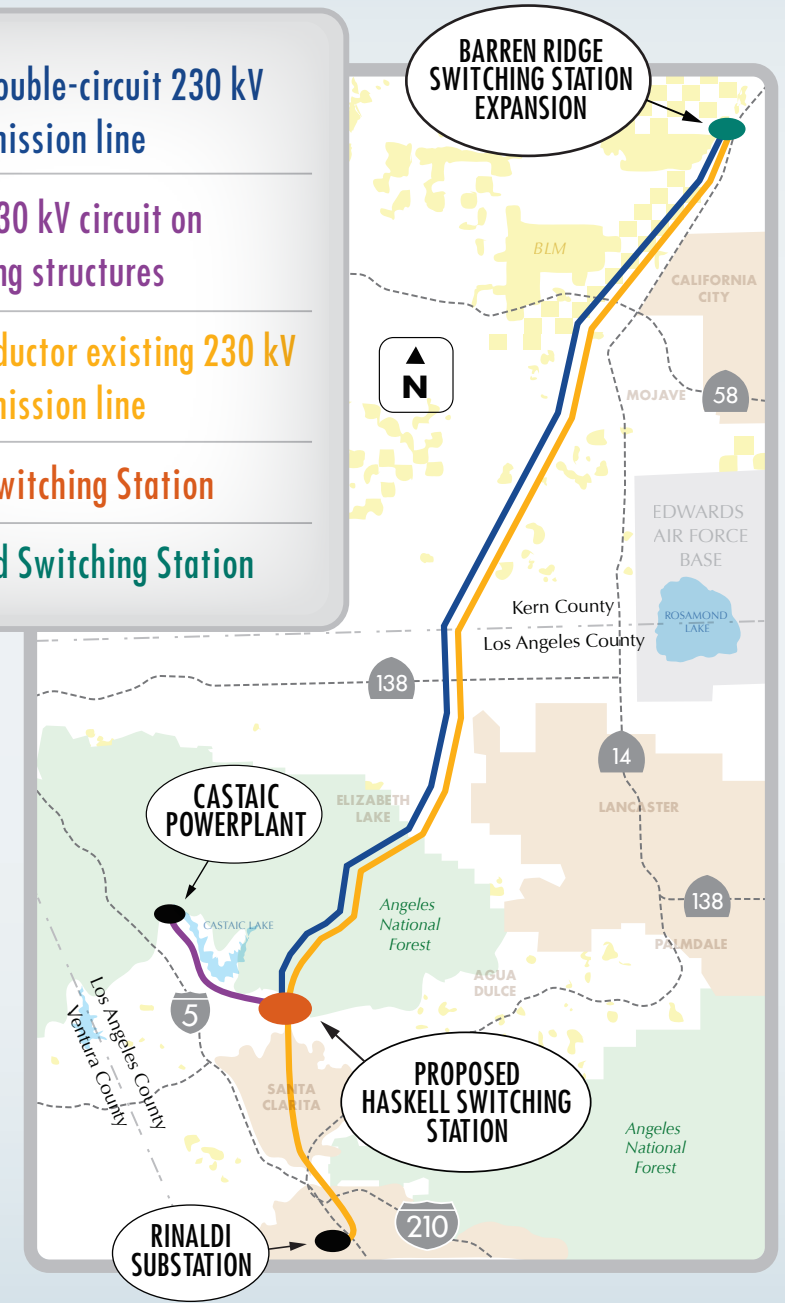 ouble-circuit 230 kV
nission line
30 kV circuit on
ng structures
ductor existing 230 kV
nission line
witching Station
d Switching Station
BARREN RIDGE
SWITCHING STATION
EXPANSION
BLM
CALIFORNIA
CITY
N
MOJAVE
58
EDWARDS
AIR FORCE
BASE
Kern County
ROSAMOND
LAKE
Los Angeles County
138
14
CASTAIC
POWERPLANT
ELIZABETH
LAKE
LANCASTER
138
Angeles
National
Forest
CASTAIC LAKE
PALMDALE
AGUA
DULCE
5
Los Angeles County
Ventura County
PROPOSED
HASKELL SWITCHING
STATION
SANTA
CLARITA
Angeles
National
Forest
RINALDI
SUBSTATION
210